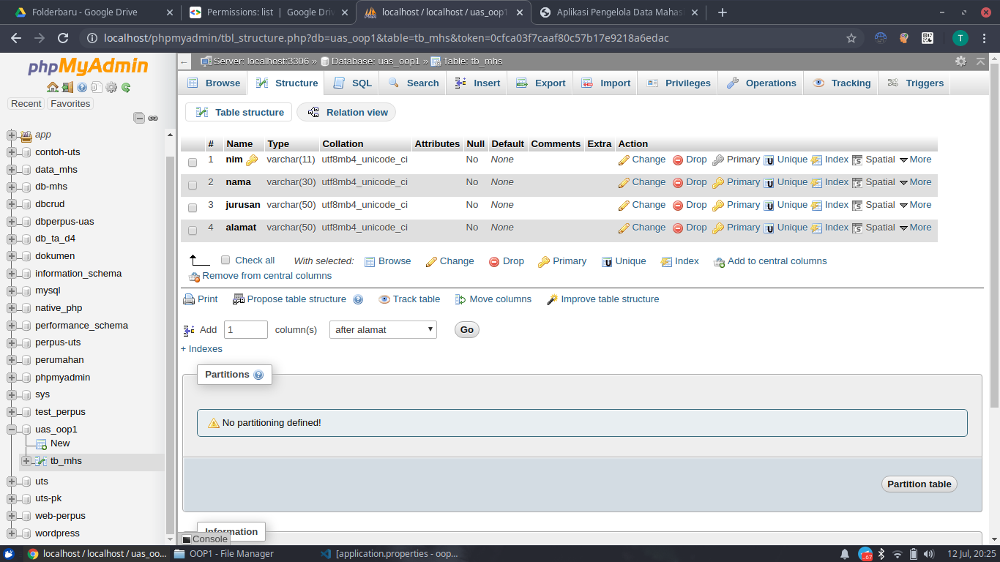 Folderbaru - Google Drive
Permissions: list | Google Driv
localhost / localhost / uas_oop1
Aplikasi Pengelola Data Mahas
localhost/phpmyadmin/tbl_structure.php?db=uas_oop1&table=tb_mhs&token=0cfca03f7caaf80c57b17e9218a6edac
T
phpMyAdmin
Recent Favorites
app
contoh-uts
data_mhs
db-mhs
dbcrud
dbperpus-uas
db_ta_d4
dokumen
information_schema
mysql
native_php
performance_schema
perpus-uts
perumahan
phpmyadmin
sys
test_perpus
uas_oop1
New
tb_mhs
uts
uts-pk
web-perpus
wordpress
Server: localhost:3306 » Database: uas_oop1 » Table: tb_mhs
Browse Structure SQL Search Insert Export Import Privileges Operations Tracking Triggers
Table structure Relation view
# Name Type Collation Attributes Null Default Comments Extra Action
1 nim varchar(11) utf8mb4_unicode_ci No None Change Drop Primary Unique Index Spatial More
2 nama varchar(30) utf8mb4_unicode_ci No None Change Drop Primary Unique Index Spatial More
3 jurusan varchar(50) utf8mb4_unicode_ci No None Change Drop Primary Unique Index Spatial More
4 alamat varchar(50) utf8mb4_unicode_ci No None Change Drop Primary Unique Index Spatial More
Check all With selected: Browse Change Drop Primary Unique Index Add to central columns
Remove from central columns
Print Propose table structure Track table Move columns Improve table structure
Add 1 column(s) after alamat Go
+ Indexes
Partitions
No partitioning defined!
Partition table
Information
Console
localhost / localhost / uas_oo... OOP1 - File Manager [application.properties - oop... 67 12 Jul, 20:25